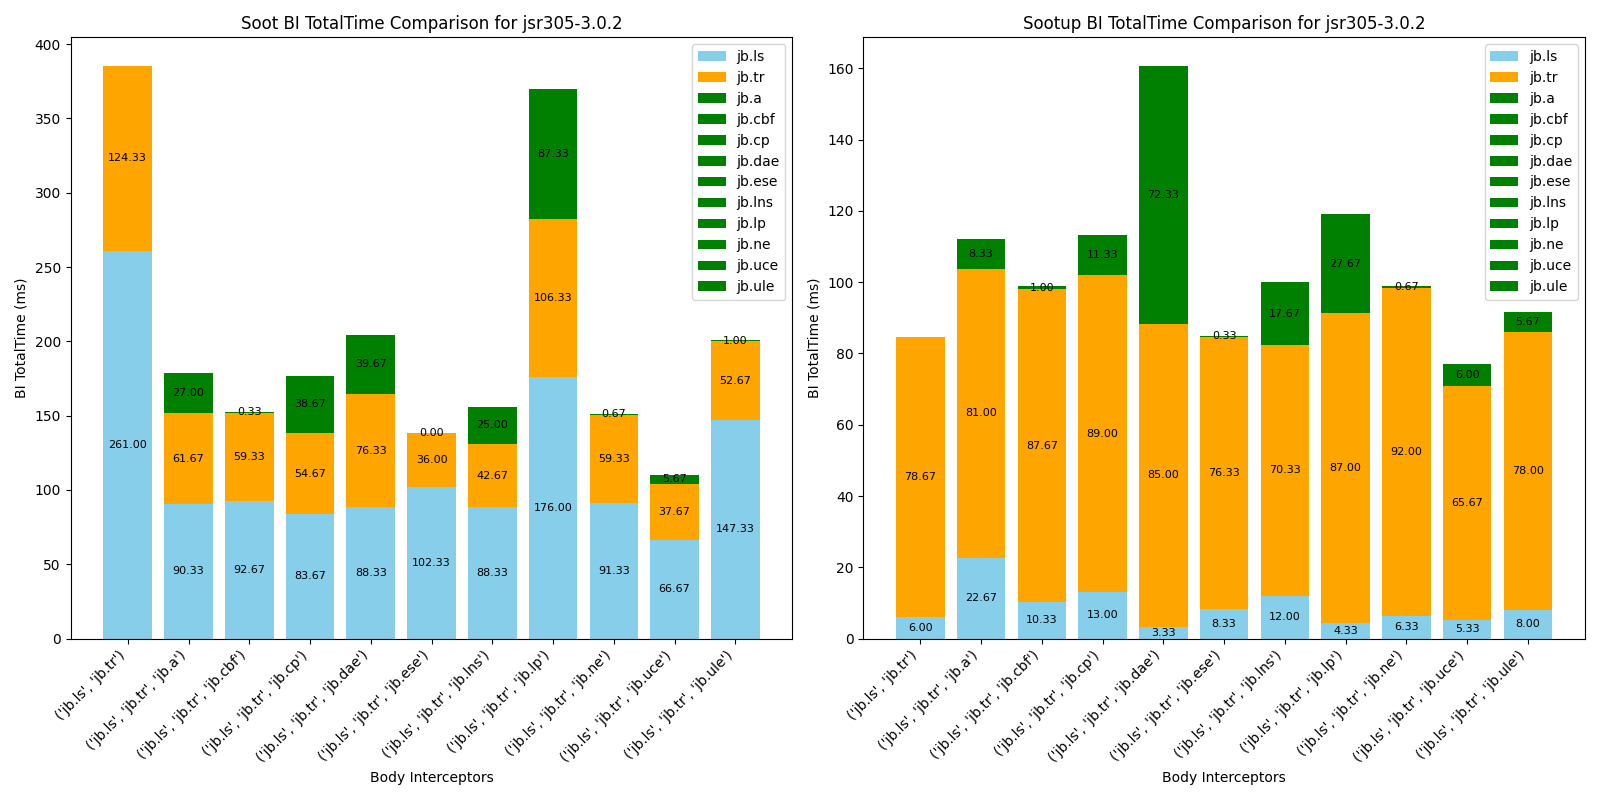 Soot BI TotalTime Comparison for jsr305-3.0.2
BI TotalTime (ms)
400
350
300
250
200
150
100
50
0
124.33
261.00
27.00
61.67
90.33
0.33
59.33
92.67
38.67
54.67
83.67
39.67
76.33
88.33
0.00
36.00
102.33
25.00
42.67
88.33
87.33
106.33
176.00
0.67
59.33
91.33
5.67
37.67
66.67
1.00
52.67
147.33
jb.ls
jb.tr
jb.a
jb.cbf
jb.cp
jb.dae
jb.ese
jb.lns
jb.lp
jb.ne
jb.uce
jb.ule
('jb.ls', 'jb.tr')
('jb.ls', 'jb.tr', 'jb.a')
('jb.ls', 'jb.tr', 'jb.cbf')
('jb.ls', 'jb.tr', 'jb.cp')
('jb.ls', 'jb.tr', 'jb.dae')
('jb.ls', 'jb.tr', 'jb.ese')
('jb.ls', 'jb.tr', 'jb.lns')
('jb.ls', 'jb.tr', 'jb.lp')
('jb.ls', 'jb.tr', 'jb.ne')
('jb.ls', 'jb.tr', 'jb.uce')
('jb.ls', 'jb.tr', 'jb.ule')
Body Interceptors
Sootup BI TotalTime Comparison for jsr305-3.0.2
BI TotalTime (ms)
160
140
120
100
80
60
40
20
0
78.67
6.00
8.33
81.00
22.67
1.00
87.67
10.33
11.33
89.00
13.00
72.33
85.00
3.33
0.33
76.33
8.33
17.67
70.33
12.00
27.67
87.00
4.33
0.67
92.00
6.33
6.00
65.67
5.33
5.67
78.00
8.00
jb.ls
jb.tr
jb.a
jb.cbf
jb.cp
jb.dae
jb.ese
jb.lns
jb.lp
jb.ne
jb.uce
jb.ule
('jb.ls', 'jb.tr')
('jb.ls', 'jb.tr', 'jb.a')
('jb.ls', 'jb.tr', 'jb.cbf')
('jb.ls', 'jb.tr', 'jb.cp')
('jb.ls', 'jb.tr', 'jb.dae')
('jb.ls', 'jb.tr', 'jb.ese')
('jb.ls', 'jb.tr', 'jb.lns')
('jb.ls', 'jb.tr', 'jb.lp')
('jb.ls', 'jb.tr', 'jb.ne')
('jb.ls', 'jb.tr', 'jb.uce')
('jb.ls', 'jb.tr', 'jb.ule')
Body Interceptors